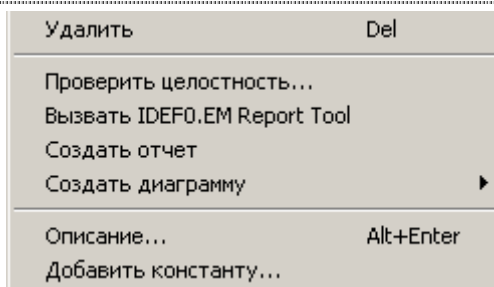 Удалить Del
Проверить целостность...
Вызвать IDEF0.EM Report Tool
Создать отчет
Создать диаграмму
Описание... Alt+Enter
Добавить константу...